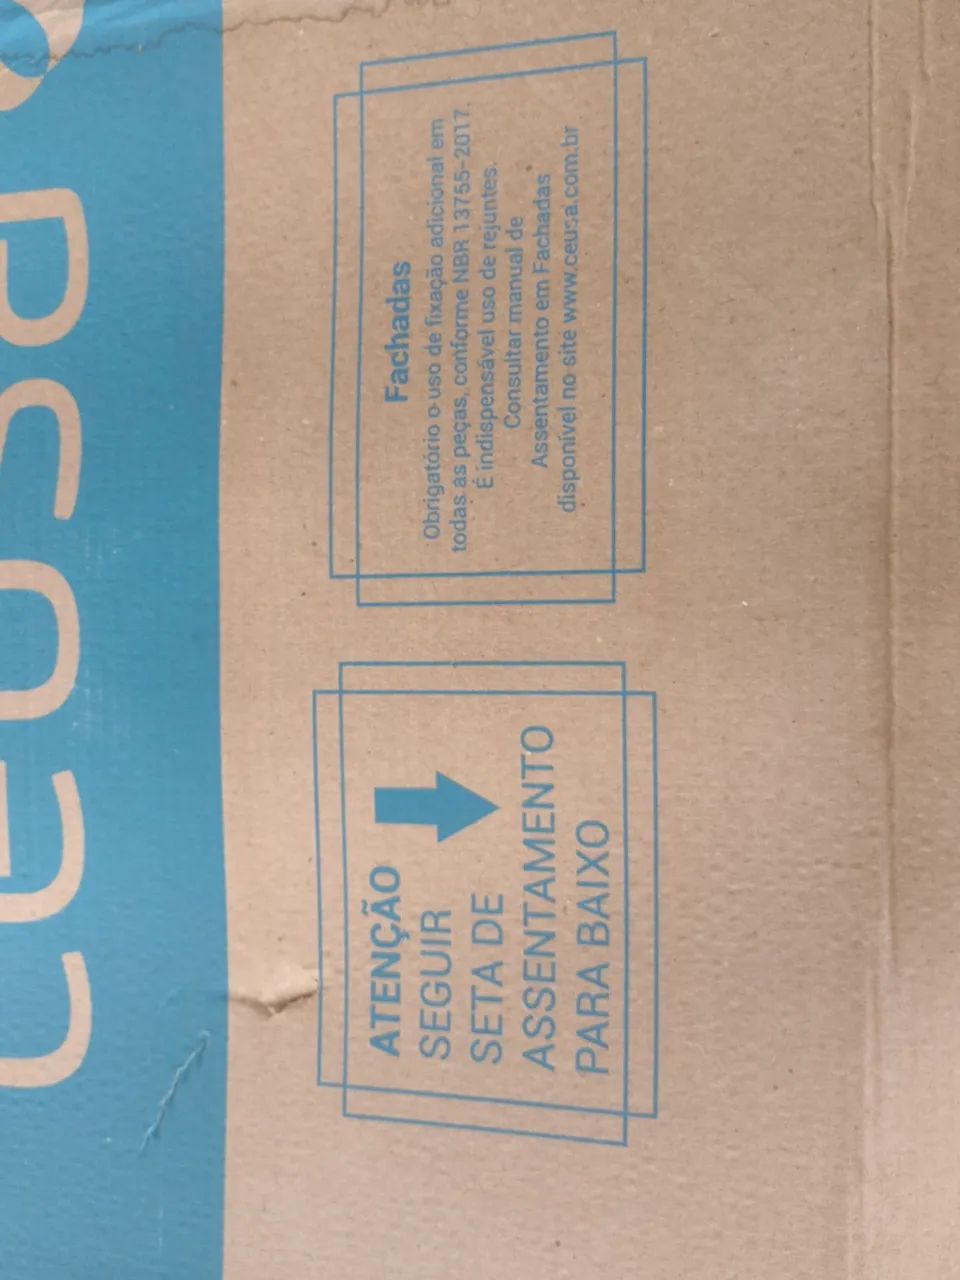 ceusa
ATENÇÃO
SEGUIR
SETA DE
ASSENTAMENTO
PARA BAIXO
Fachadas
Obrigatório o uso de fixação adicional em
todas as peças, conforme NBR 13755-2017.
É indispensável uso de rejuntes.
Consultar manual de
Assentamento em Fachadas
disponível no site www.ceusa.com.br